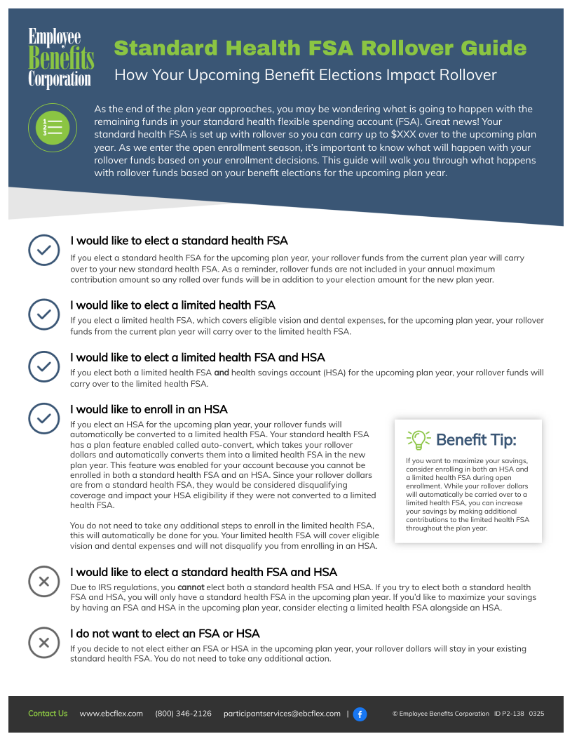 Employee
Benefits
Corporation
Standard Health FSA Rollover Guide
How Your Upcoming Benefit Elections Impact Rollover
As the end of the plan year approaches, you may be wondering what is going to happen with the
remaining funds in your standard health flexible spending account (FSA). Great news! Your
standard health FSA is set up with rollover so you can carry up to $XXX over to the upcoming plan
year. As we enter the open enrollment season, it's important to know what will happen with your
rollover funds based on your enrollment decisions. This guide will walk you through what happens
with rollover funds based on your benefit elections for the upcoming plan year.
I would like to elect a standard health FSA
If you elect a standard health FSA for the upcoming plan year, your rollover funds from the current plan year will carry
over to your new standard health FSA. As a reminder, rollover funds are not included in your annual maximum
contribution amount so any rolled over funds will be in addition to your election amount for the new plan year.
I would like to elect a limited health FSA
If you elect a limited health FSA, which covers eligible vision and dental expenses, for the upcoming plan year, your rollover
funds from the current plan year will carry over to the limited health FSA.
I would like to elect a limited health FSA and HSA
If you elect both a limited health FSA and health savings account (HSA) for the upcoming plan year, your rollover funds will
carry over to the limited health FSA.
I would like to enroll in an HSA
If you elect an HSA for the upcoming plan year, your rollover funds will
automatically be converted to a limited health FSA. Your standard health FSA
has a plan feature enabled called auto-convert, which takes your rollover
dollars and automatically converts them into a limited health FSA in the new
plan year. This feature was enabled for your account because you cannot be
enrolled in both a standard health FSA and an HSA. Since your rollover dollars
are from a standard health FSA, they would be considered disqualifying
coverage and impact your HSA eligibility if they were not converted to a limited
health FSA.
You do not need to take any additional steps to enroll in the limited health FSA,
this will automatically be done for you. Your limited health FSA will cover eligible
vision and dental expenses and will not disqualify you from enrolling in an HSA.
Benefit Tip:
If you want to maximize your savings,
consider enrolling in both an HSA and
a limited health FSA during open
enrollment. While your rollover dollars
will automatically be carried over to a
limited health FSA, you can increase
your savings by making additional
contributions to the limited health FSA
throughout the plan year.
I would like to elect a standard health FSA and HSA
Due to IRS regulations, you cannot elect both a standard health FSA and HSA. If you try to elect both a standard health
FSA and HSA, you will only have a standard health FSA in the upcoming plan year. If you'd like to maximize your savings
by having an FSA and HSA in the upcoming plan year, consider electing a limited health FSA alongside an HSA.
I do not want to elect an FSA or HSA
If you decide to not elect either an FSA or HSA in the upcoming plan year, your rollover dollars will stay in your existing
standard health FSA. You do not need to take any additional action.
Contact Us www.ebcflex.com (800) 346-2126 participantservices@ebcflex.com | f © Employee Benefits Corporation ID P2-138 0325